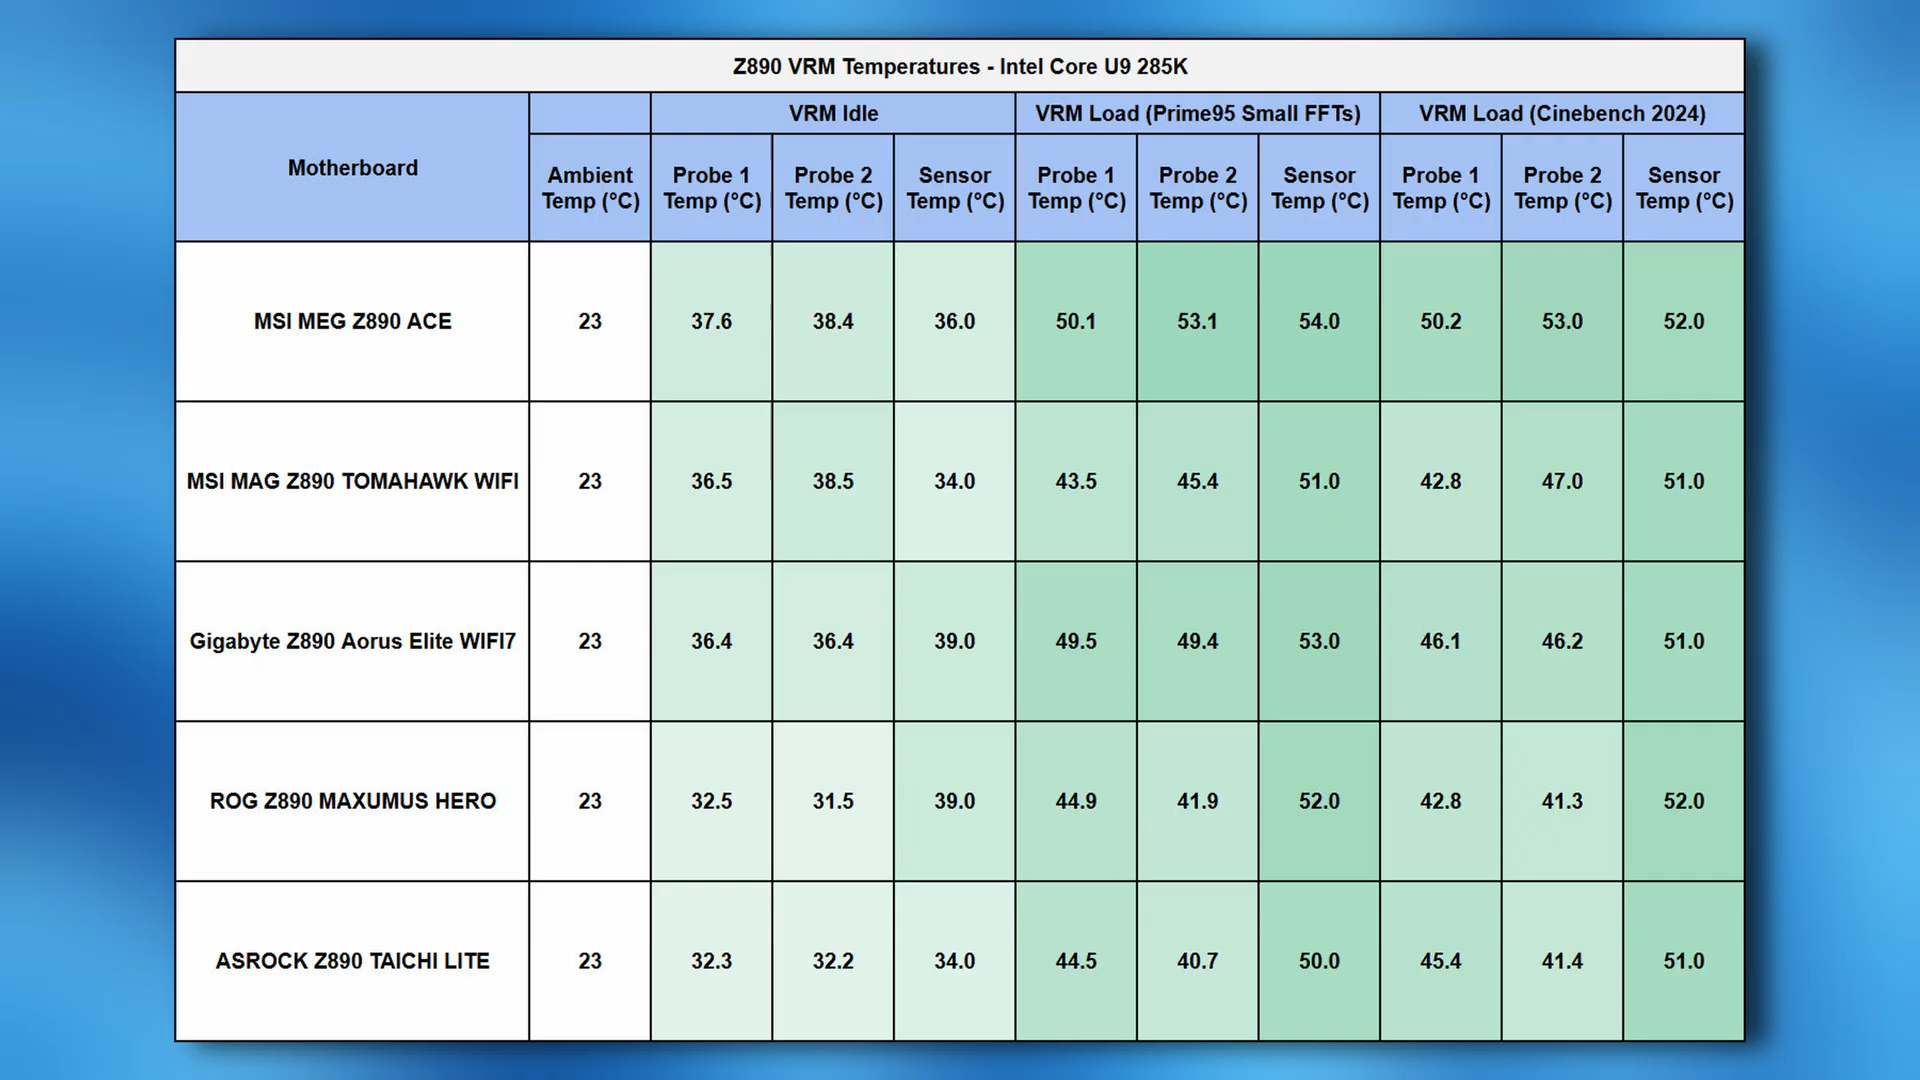 Z890 VRM Temperatures - Intel Core U9 285K
VRM Idle VRM Load (Prime95 Small FFTs) VRM Load (Cinebench 2024)
Motherboard
Ambient Temp (°C) Probe 1 Temp (°C) Probe 2 Temp (°C) Sensor Temp (°C) Probe 1 Temp (°C) Probe 2 Temp (°C) Sensor Temp (°C) Probe 1 Temp (°C) Probe 2 Temp (°C) Sensor Temp (°C)
MSI MEG Z890 ACE 23 37.6 38.4 36.0 50.1 53.1 54.0 50.2 53.0 52.0
MSI MAG Z890 TOMAHAWK WIFI 23 36.5 38.5 34.0 43.5 45.4 51.0 42.8 47.0 51.0
Gigabyte Z890 Aorus Elite WIFI7 23 36.4 36.4 39.0 49.5 49.4 53.0 46.1 46.2 51.0
ROG Z890 MAXUMUS HERO 23 32.5 31.5 39.0 44.9 41.9 52.0 42.8 41.3 52.0
ASROCK Z890 TAICHI LITE 23 32.3 32.2 34.0 44.5 40.7 50.0 45.4 41.4 51.0